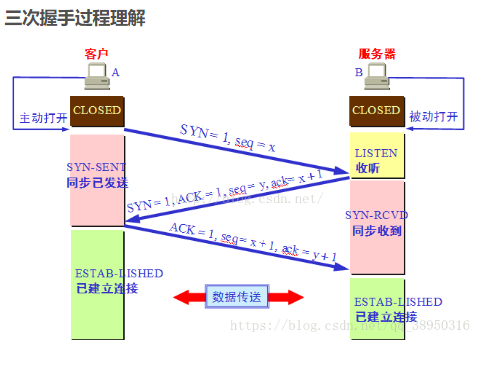 三次握手过程理解
客户
服务器
A
B
CLOSED
CLOSED
主动打开
被动打开
SYN = 1, seq = x
LISTEN
收听
SYN-SENT
同步已发送
SYN = 1, ACK = 1, seq = y, ack= x + 1
SYN-RCVD
同步收到
ACK = 1, seq = x + 1, ack = y + 1
ESTAB-LISHED
已建立连接
数据传送
ESTAB-LISHED
已建立连接
https://blog.csdn.net/qq_38950316